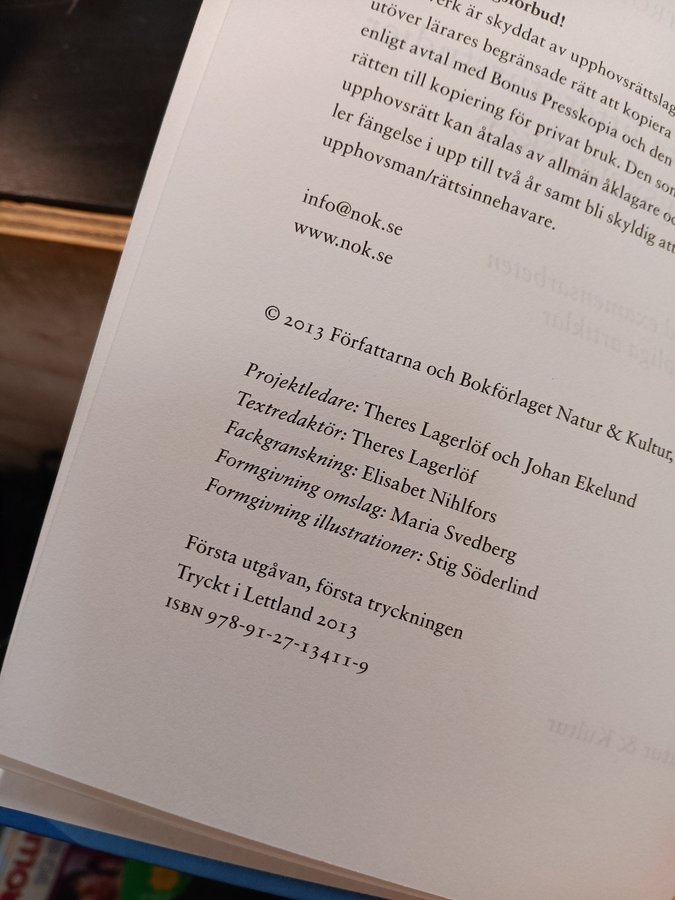 erk är skyddat av upphovsrättslag
utöver lärares begränsade rätt att kopiera
enligt avtal med Bonus Presskopia och den
rätten till kopiering för privat bruk. Den som
upphovsrätt kan åtalas av allmän åklagare oc
ler fängelse i upp till två år samt bli skyldig att
upphovsman/rättsinnehavare.
info@nok.se
www.nok.se
© 2013 Författarna och Bokförlaget Natur & Kultur,
Projektledare: Theres Lagerlöf och Johan Ekelund
Textredaktör: Theres Lagerlöf
Fackgranskning: Elisabet Nihlfors
Formgivning omslag: Maria Svedberg
Formgivning illustrationer: Stig Söderlind
Första utgåvan, första tryckningen
Tryckt i Lettland 2013
ISBN 978-91-27-13411-9